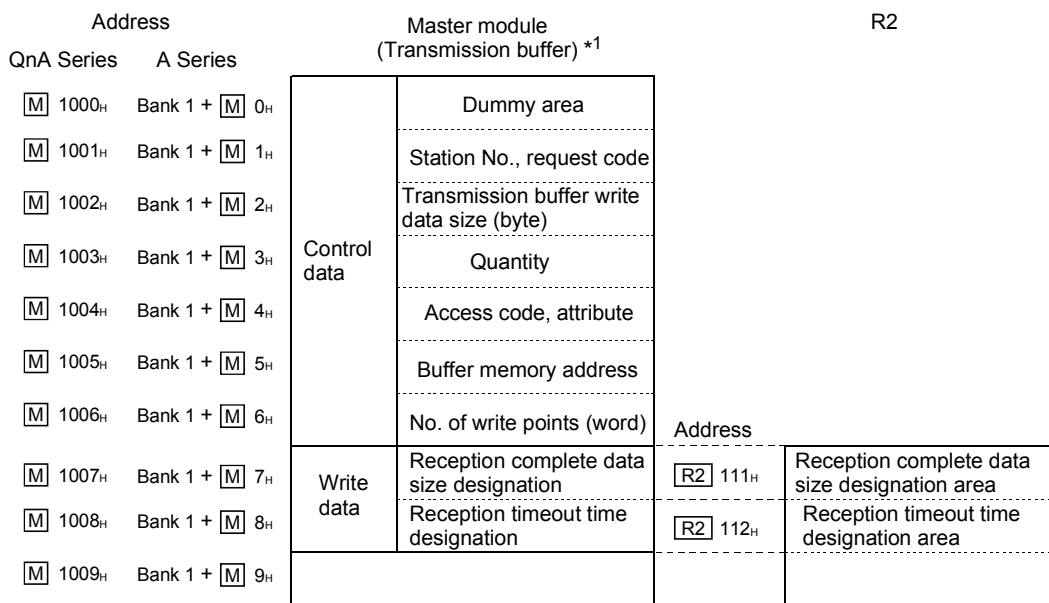 Address
Master module
(Transmission buffer) *1
R2
QnA Series A Series
M 1000H Bank 1 + M 0H Dummy area
M 1001H Bank 1 + M 1H Station No., request code
M 1002H Bank 1 + M 2H Transmission buffer write
data size (byte)
M 1003H Bank 1 + M 3H Control
data Quantity
M 1004H Bank 1 + M 4H Access code, attribute
M 1005H Bank 1 + M 5H Buffer memory address
M 1006H Bank 1 + M 6H No. of write points (word) Address
M 1007H Bank 1 + M 7H Write
data Reception complete data
size designation R2 111H Reception complete data
size designation area
M 1008H Bank 1 + M 8H Reception timeout time
designation R2 112H Reception timeout time
designation area
M 1009H Bank 1 + M 9H